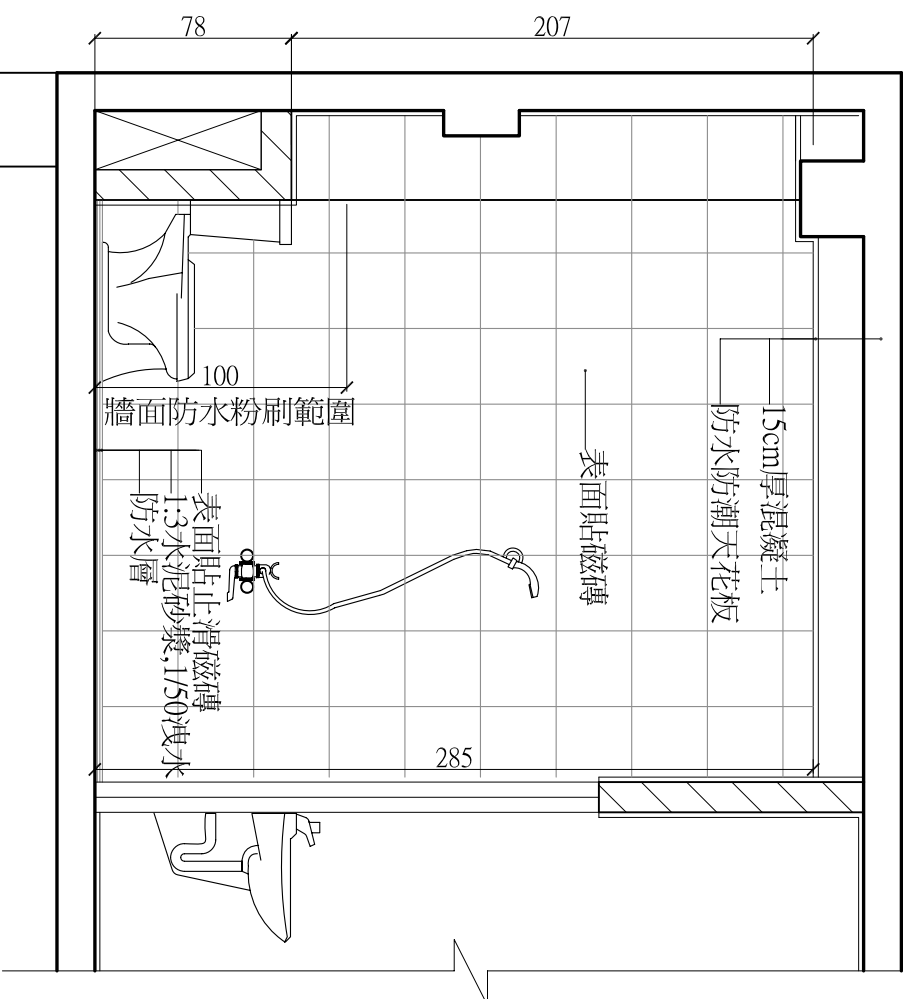 78
207
100
牆面防水粉刷範圍
15cm厚混凝土
防水防潮天花板
表面貼磁磚
表面貼止滑磁磚
1:3水泥砂漿,1/50洩水
防水層
285